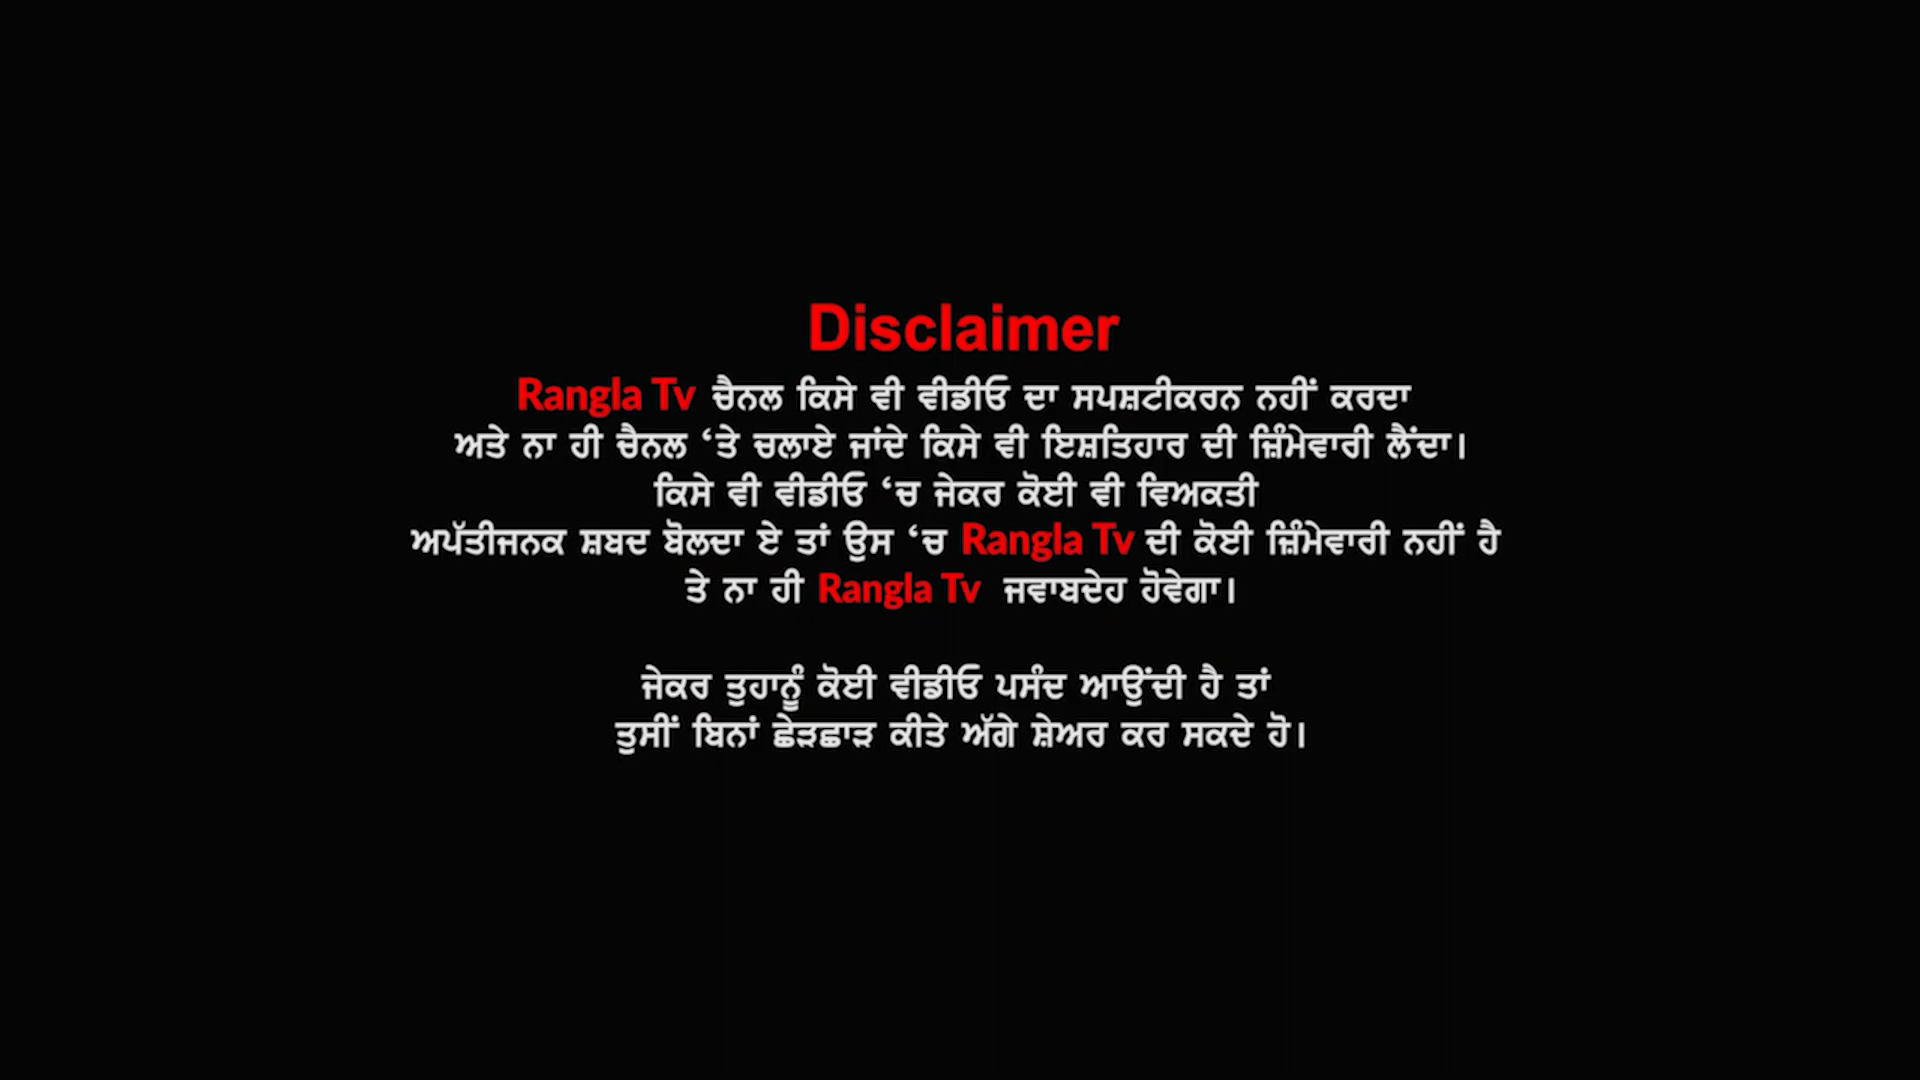 Disclaimer
Rangla Tv ਚੈਨਲ ਕਿਸੇ ਵੀ ਵੀਡੀਓ ਦਾ ਸਪਸ਼ਟੀਕਰਨ ਨਹੀਂ ਕਰਦਾ
ਅਤੇ ਨਾ ਹੀ ਚੈਨਲ ‘ਤੇ ਚਲਾਏ ਜਾਂਦੇ ਕਿਸੇ ਵੀ ਇਸ਼ਤਿਹਾਰ ਦੀ ਜ਼ਿੰਮੇਵਾਰੀ ਲੈਂਦਾ।
ਕਿਸੇ ਵੀ ਵੀਡੀਓ ‘ਚ ਜੇਕਰ ਕੋਈ ਵੀ ਵਿਅਕਤੀ
ਅਪੱਤੀਜਨਕ ਸ਼ਬਦ ਬੋਲਦਾ ਏ ਤਾਂ ਉਸ ‘ਚ Rangla Tv ਦੀ ਕੋਈ ਜ਼ਿੰਮੇਵਾਰੀ ਨਹੀਂ ਹੈ
ਤੇ ਨਾ ਹੀ Rangla Tv ਜਵਾਬਦੇਹ ਹੋਵੇਗਾ।
ਜੇਕਰ ਤੁਹਾਨੂੰ ਕੋਈ ਵੀਡੀਓ ਪਸੰਦ ਆਉਂਦੀ ਹੈ ਤਾਂ
ਤੁਸੀਂ ਬਿਨਾਂ ਛੇੜਛਾੜ ਕੀਤੇ ਅੱਗੇ ਸ਼ੇਅਰ ਕਰ ਸਕਦੇ ਹੋ।